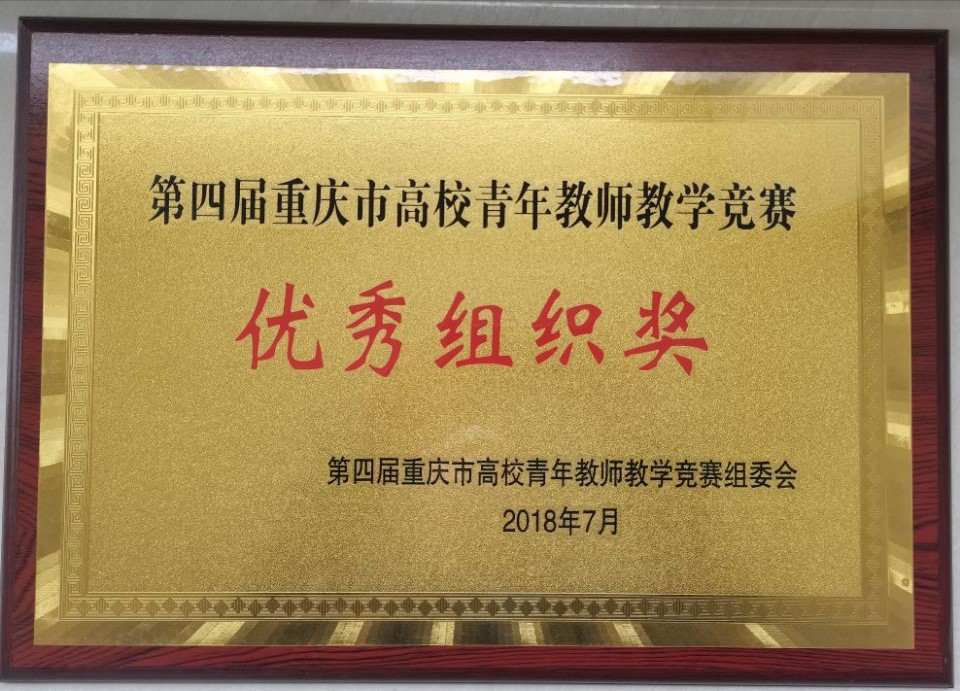 第四届重庆市高校青年教师教学竞赛
优秀组织奖
第四届重庆市高校青年教师教学竞赛组委会
2018年7月